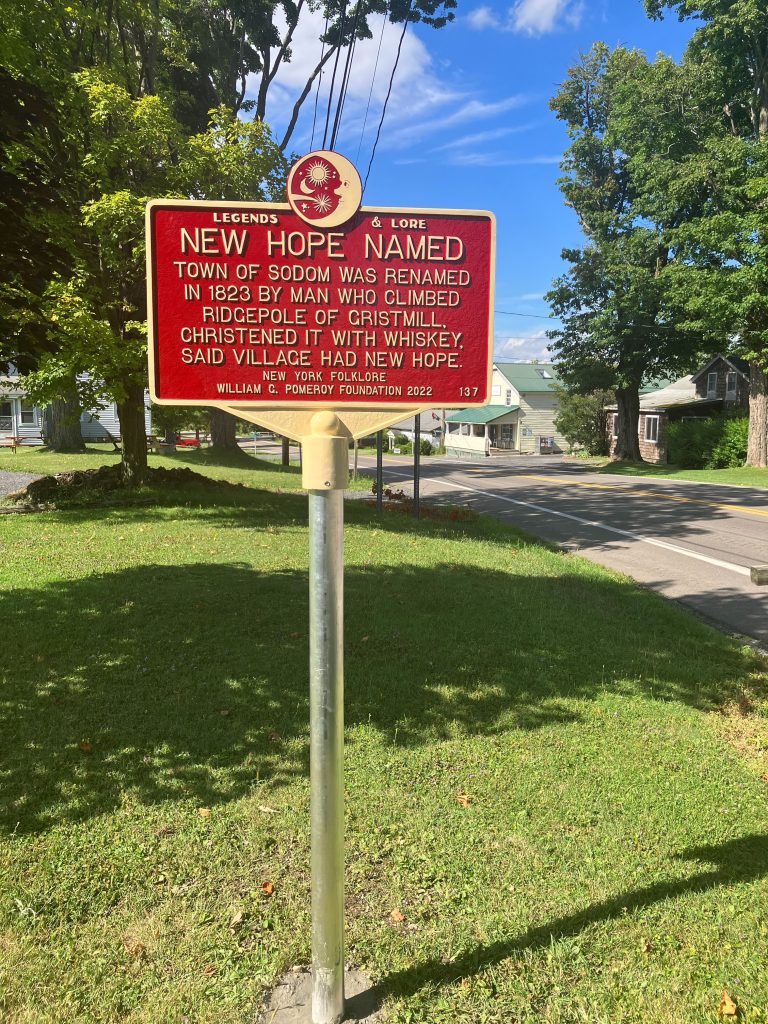 LEGENDS & LORE
NEW HOPE NAMED
TOWN OF SODOM WAS RENAMED
IN 1823 BY MAN WHO CLIMBED
RIDGEPOLE OF GRISTMILL,
CHRISTENED IT WITH WHISKEY,
SAID VILLAGE HAD NEW HOPE.
NEW YORK FOLKLORE
WILLIAM G. POMEROY FOUNDATION 2022 137